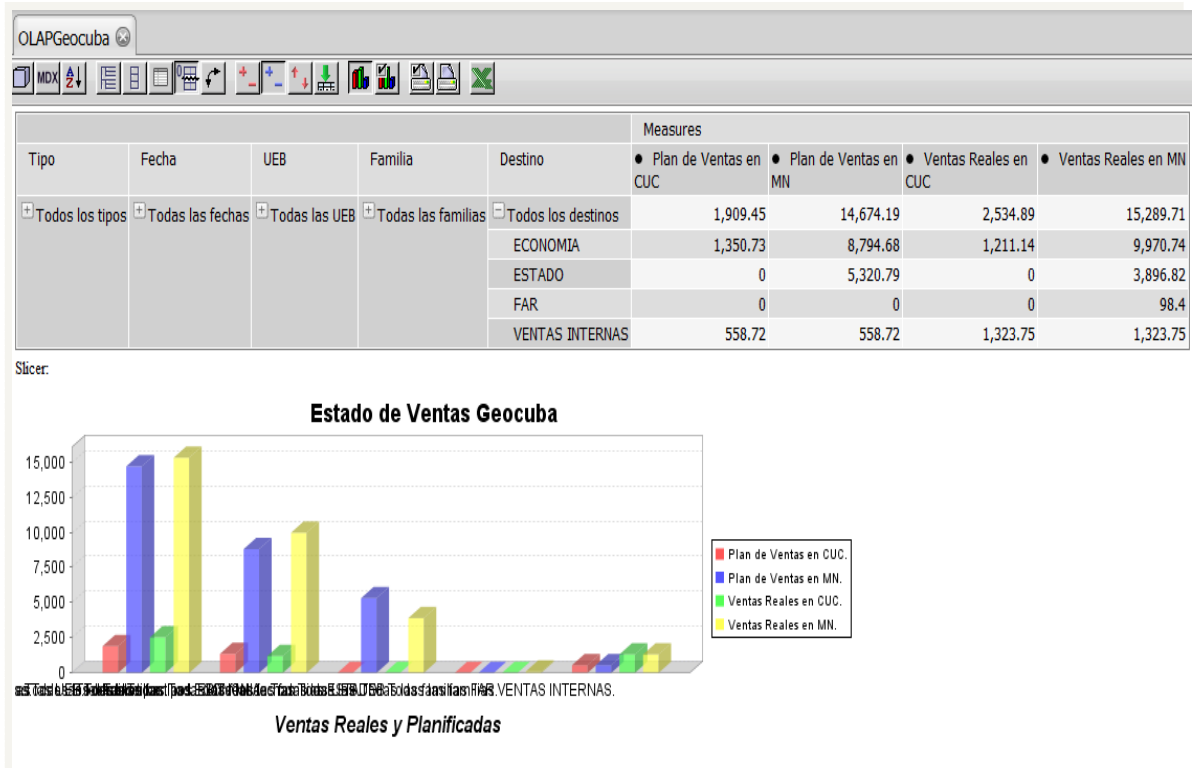 OLAPGeocuba
MDX
Measures
Tipo Fecha UEB Familia Destino ● Plan de Ventas en CUC ● Plan de Ventas en MN ● Ventas Reales en CUC ● Ventas Reales en MN
Todos los tipos Todas las fechas Todas las UEB Todas las familias Todos los destinos 1,909.45 14,674.19 2,534.89 15,289.71
ECONOMIA 1,350.73 8,794.68 1,211.14 9,970.74
ESTADO 0 5,320.79 0 3,896.82
FAR 0 0 0 98.4
VENTAS INTERNAS 558.72 558.72 1,323.75 1,323.75
Slicer:
Estado de Ventas Geocuba
15,000
12,500
10,000
7,500
5,000
2,500
0
Plan de Ventas en CUC.
Plan de Ventas en MN.
Ventas Reales en CUC.
Ventas Reales en MN.
VENTAS INTERNAS.
Ventas Reales y Planificadas